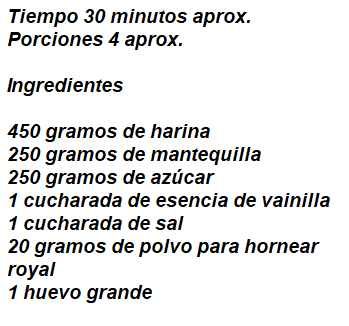 Tiempo 30 minutos aprox.
Porciones 4 aprox.
Ingredientes
450 gramos de harina
250 gramos de mantequilla
250 gramos de azúcar
1 cucharada de esencia de vainilla
1 cucharada de sal
20 gramos de polvo para hornear
royal
1 huevo grande